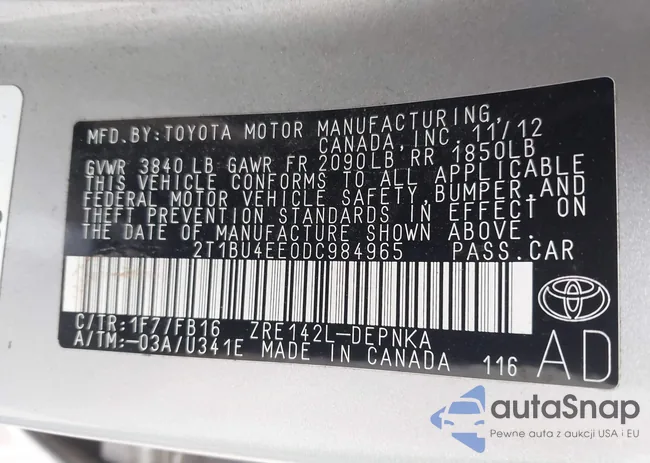 MFD.BY:TOYOTA MOTOR MANUFACTURING,
CANADA,INC. 11/12
GVWR 3840 LB GAWR FR 2090LB,RR 1850LB
THIS VEHICLE CONFORMS TO ALL APPLICABLE
FEDERAL MOTOR VEHICLE SAFETY,BUMPER,AND
THEFT PREVENTION STANDARDS IN EFFECT ON
THE DATE OF MANUFACTURE SHOWN ABOVE.
2T1BU4EE0DC984965 PASS.CAR
C/TR:1F7/FB16 ZRE142L-DEPNKA
A/TM:-03A/U341E MADE IN CANADA 116 AD
autaSnap
Pewne auta z aukcji USA i EU